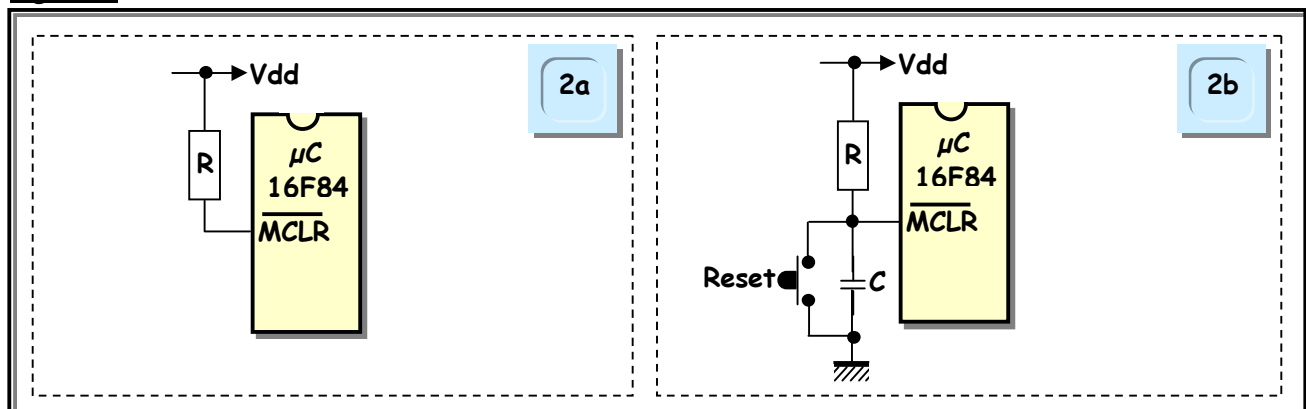 Vdd
2a
R
µC
16F84
MCLR
Vdd
2b
R
µC
16F84
MCLR
Reset
C